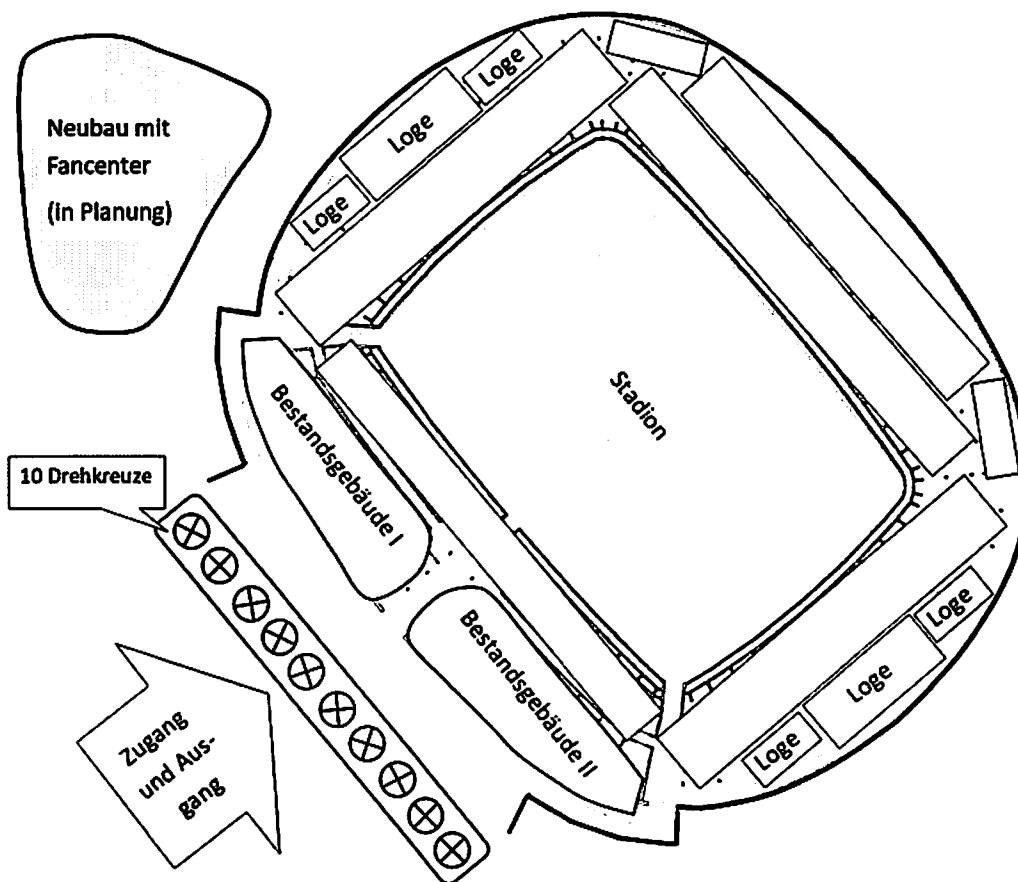 Neubau mit
Fancenter
(in Planung)
Loge
Loge
Loge
Stadion
Bestandsgebäude I
10 Drehkreuze
Bestandsgebäude II
Loge
Loge
Loge
Zugang
und Aus-
gang